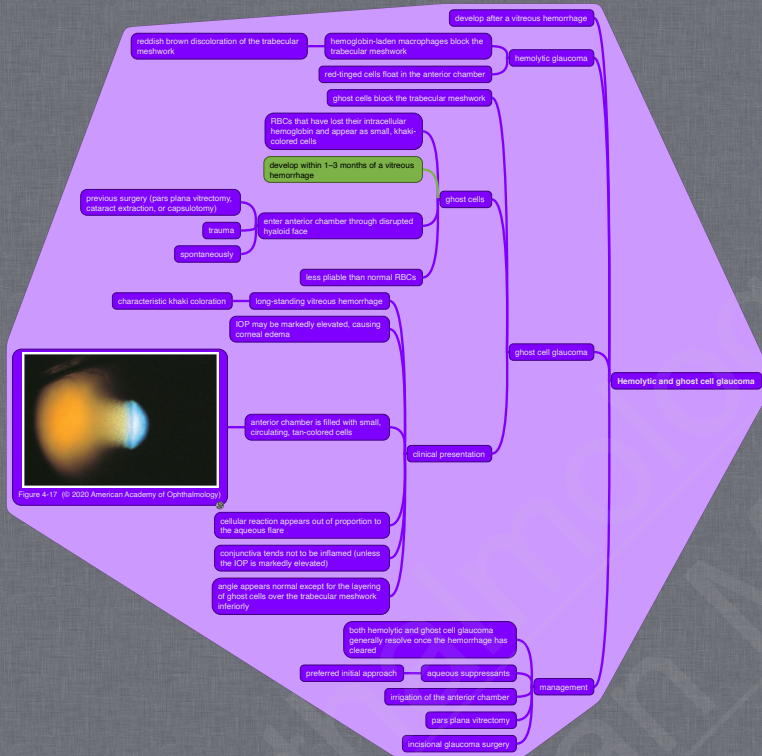 develop after a vitreous hemorrhage
reddish brown discoloration of the trabecular
meshwork
hemoglobin-laden macrophages block the
trabecular meshwork
hemolytic glaucoma
red-tinged cells float in the anterior chamber
ghost cells block the trabecular meshwork
RBCs that have lost their intracellular
hemoglobin and appear as small, khaki-
colored cells
develop within 1–3 months of a vitreous
hemorrhage
ghost cells
previous surgery (pars plana vitrectomy,
cataract extraction, or capsulotomy)
trauma
spontaneously
enter anterior chamber through disrupted
hyaloid face
less pliable than normal RBCs
characteristic khaki coloration
long-standing vitreous hemorrhage
IOP may be markedly elevated, causing
corneal edema
ghost cell glaucoma
Hemolytic and ghost cell glaucoma
anterior chamber is filled with small,
circulating, tan-colored cells
clinical presentation
Figure 4-17 (© 2020 American Academy of Ophthalmology)
cellular reaction appears out of proportion to
the aqueous flare
conjunctiva tends not to be inflamed (unless
the IOP is markedly elevated)
angle appears normal except for the layering
of ghost cells over the trabecular meshwork
inferiorly
both hemolytic and ghost cell glaucoma
generally resolve once the hemorrhage has
cleared
preferred initial approach
aqueous suppressants
management
irrigation of the anterior chamber
pars plana vitrectomy
incisional glaucoma surgery